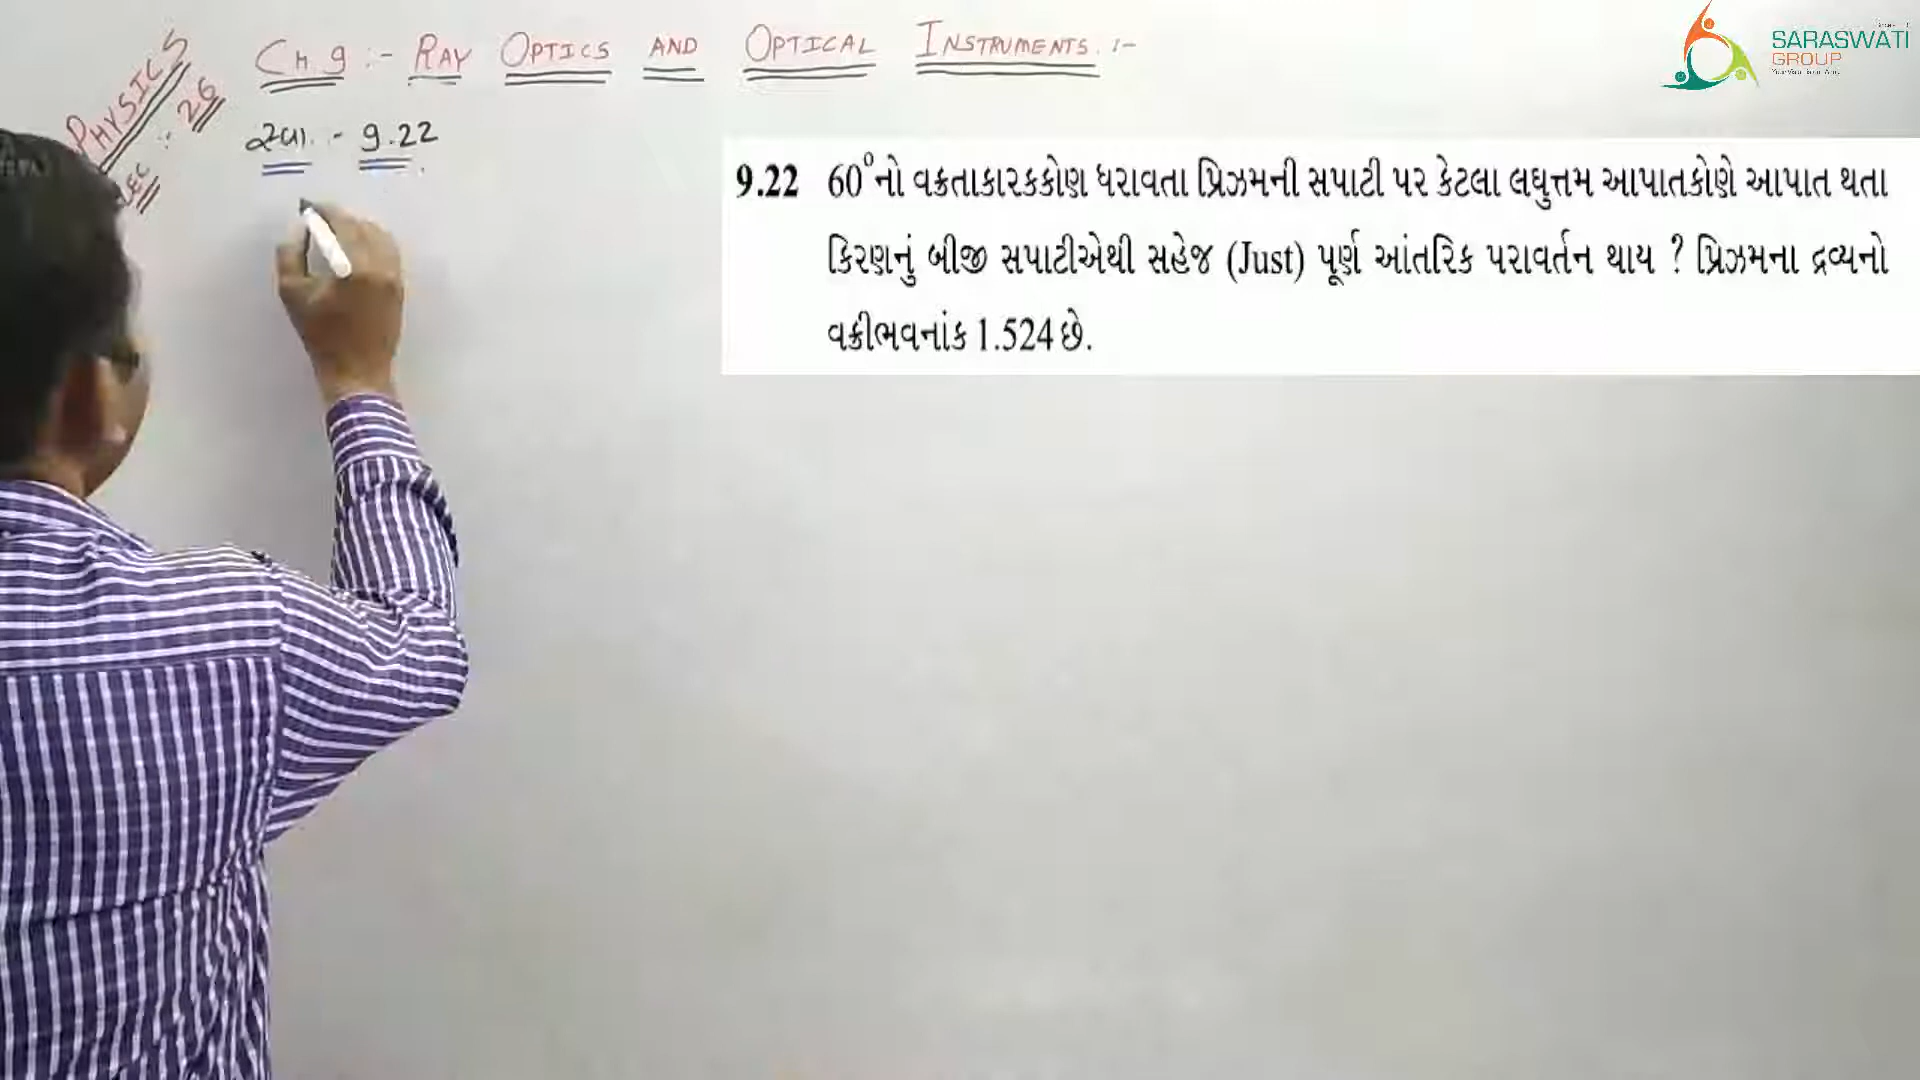 CH 9 :- RAY OPTICS AND OPTICAL INSTRUMENTS :-
PHYSICS
LEC : 26
સ્વા. - 9.22
SARASWATI
GROUP
9.22 60°નો વક્રતાકારકકોણ ધરાવતા પ્રિઝમની સપાટી પર કેટલા લઘુત્તમ આપાતકોણે આપાત થતા
કિરણનું બીજી સપાટીએથી સહેજ (Just) પૂર્ણ આંતરિક પરાવર્તન થાય ? પ્રિઝમના દ્રવ્યનો
વક્રીભવનાંક 1.524 છે.